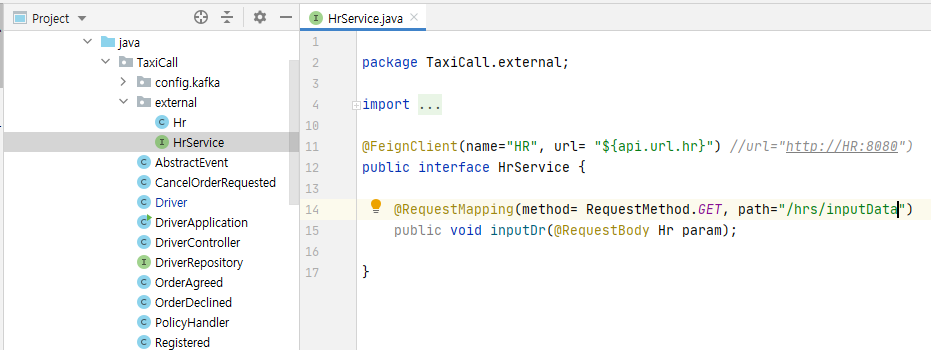 Project
HrService.java
java
TaxiCall
config.kafka
external
Hr
HrService
AbstractEvent
CancelOrderRequested
Driver
DriverApplication
DriverController
DriverRepository
OrderAgreed
OrderDeclined
PolicyHandler
Registered
1
2 package TaxiCall.external;
3
4 import ...
10
11 @FeignClient(name="HR", url= "${api.url.hr}") //url="http://HR:8080")
12 public interface HrService {
13
14 @RequestMapping(method= RequestMethod.GET, path="/hrs/inputData")
15 public void inputDr(@RequestBody Hr param);
16
17 }